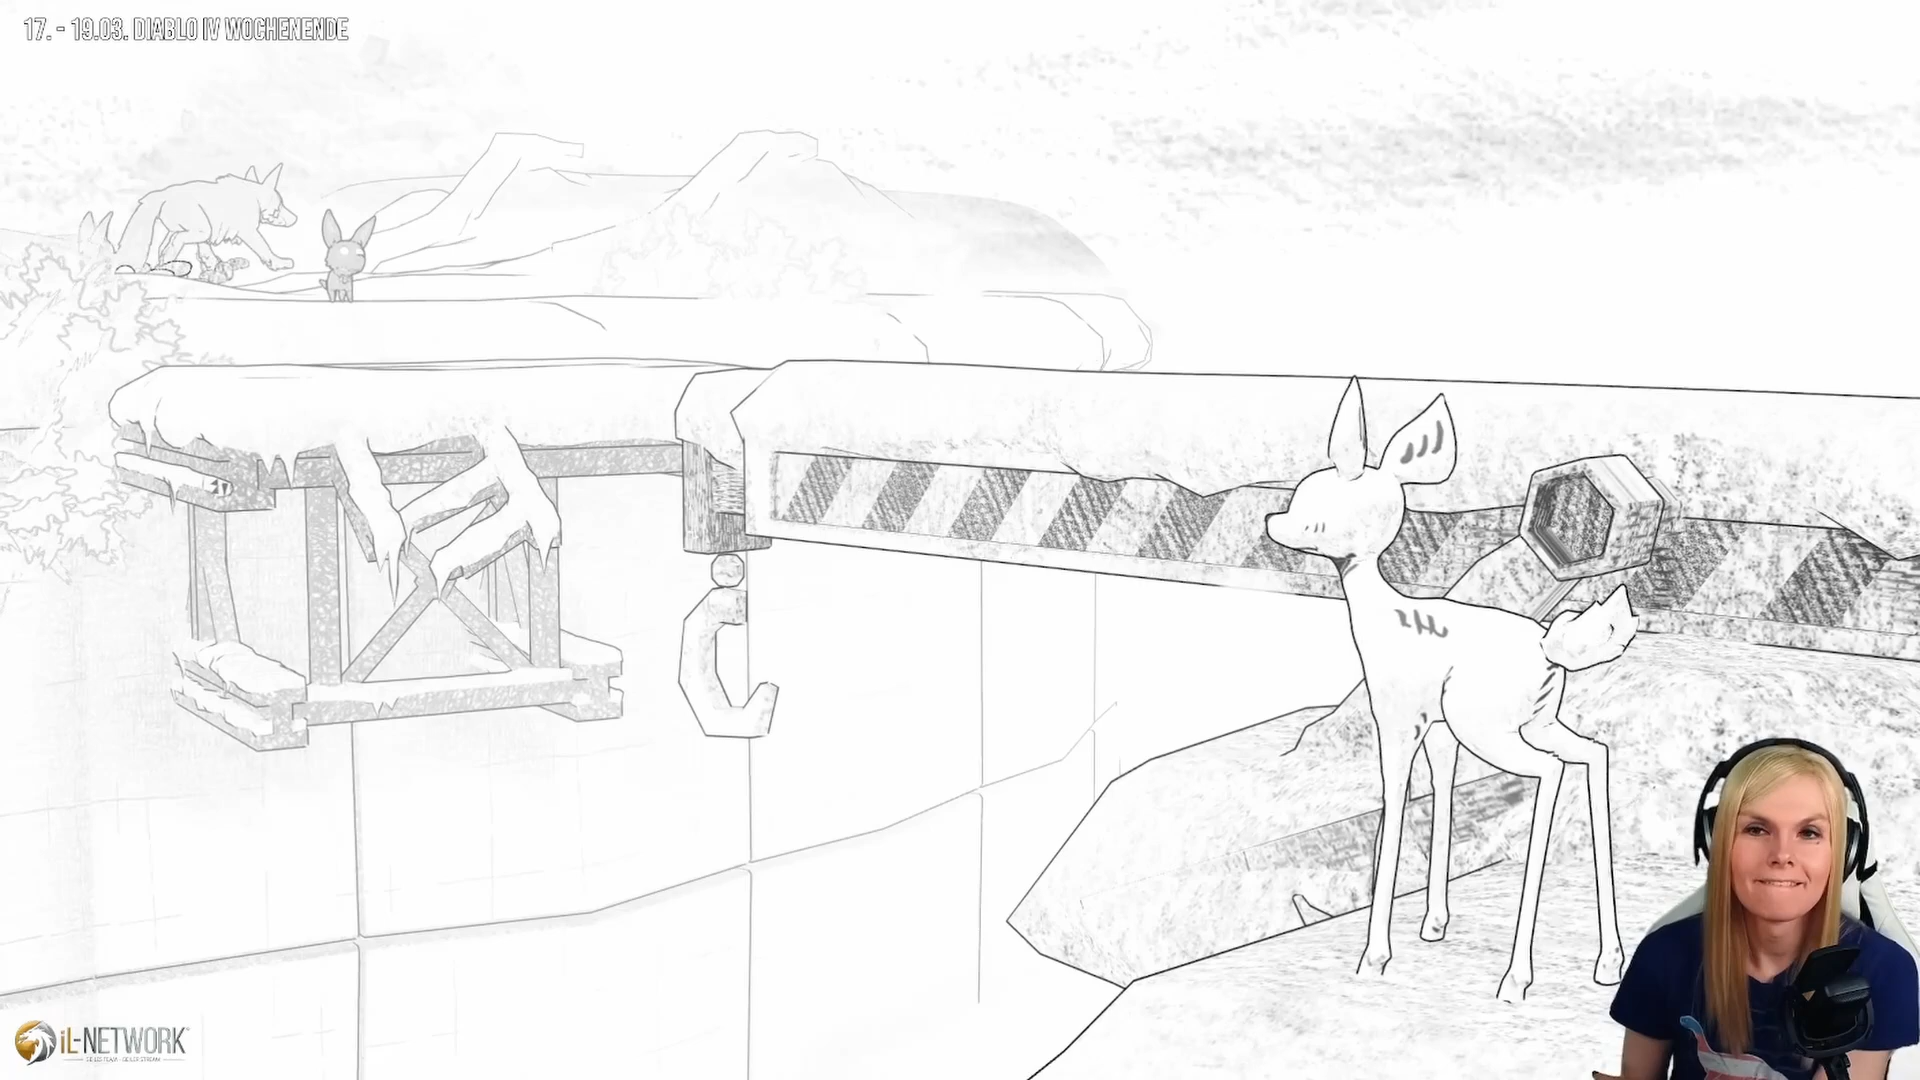 17. - 19.03. DIABLO IV WOCHENENDE
iL-NETWORK